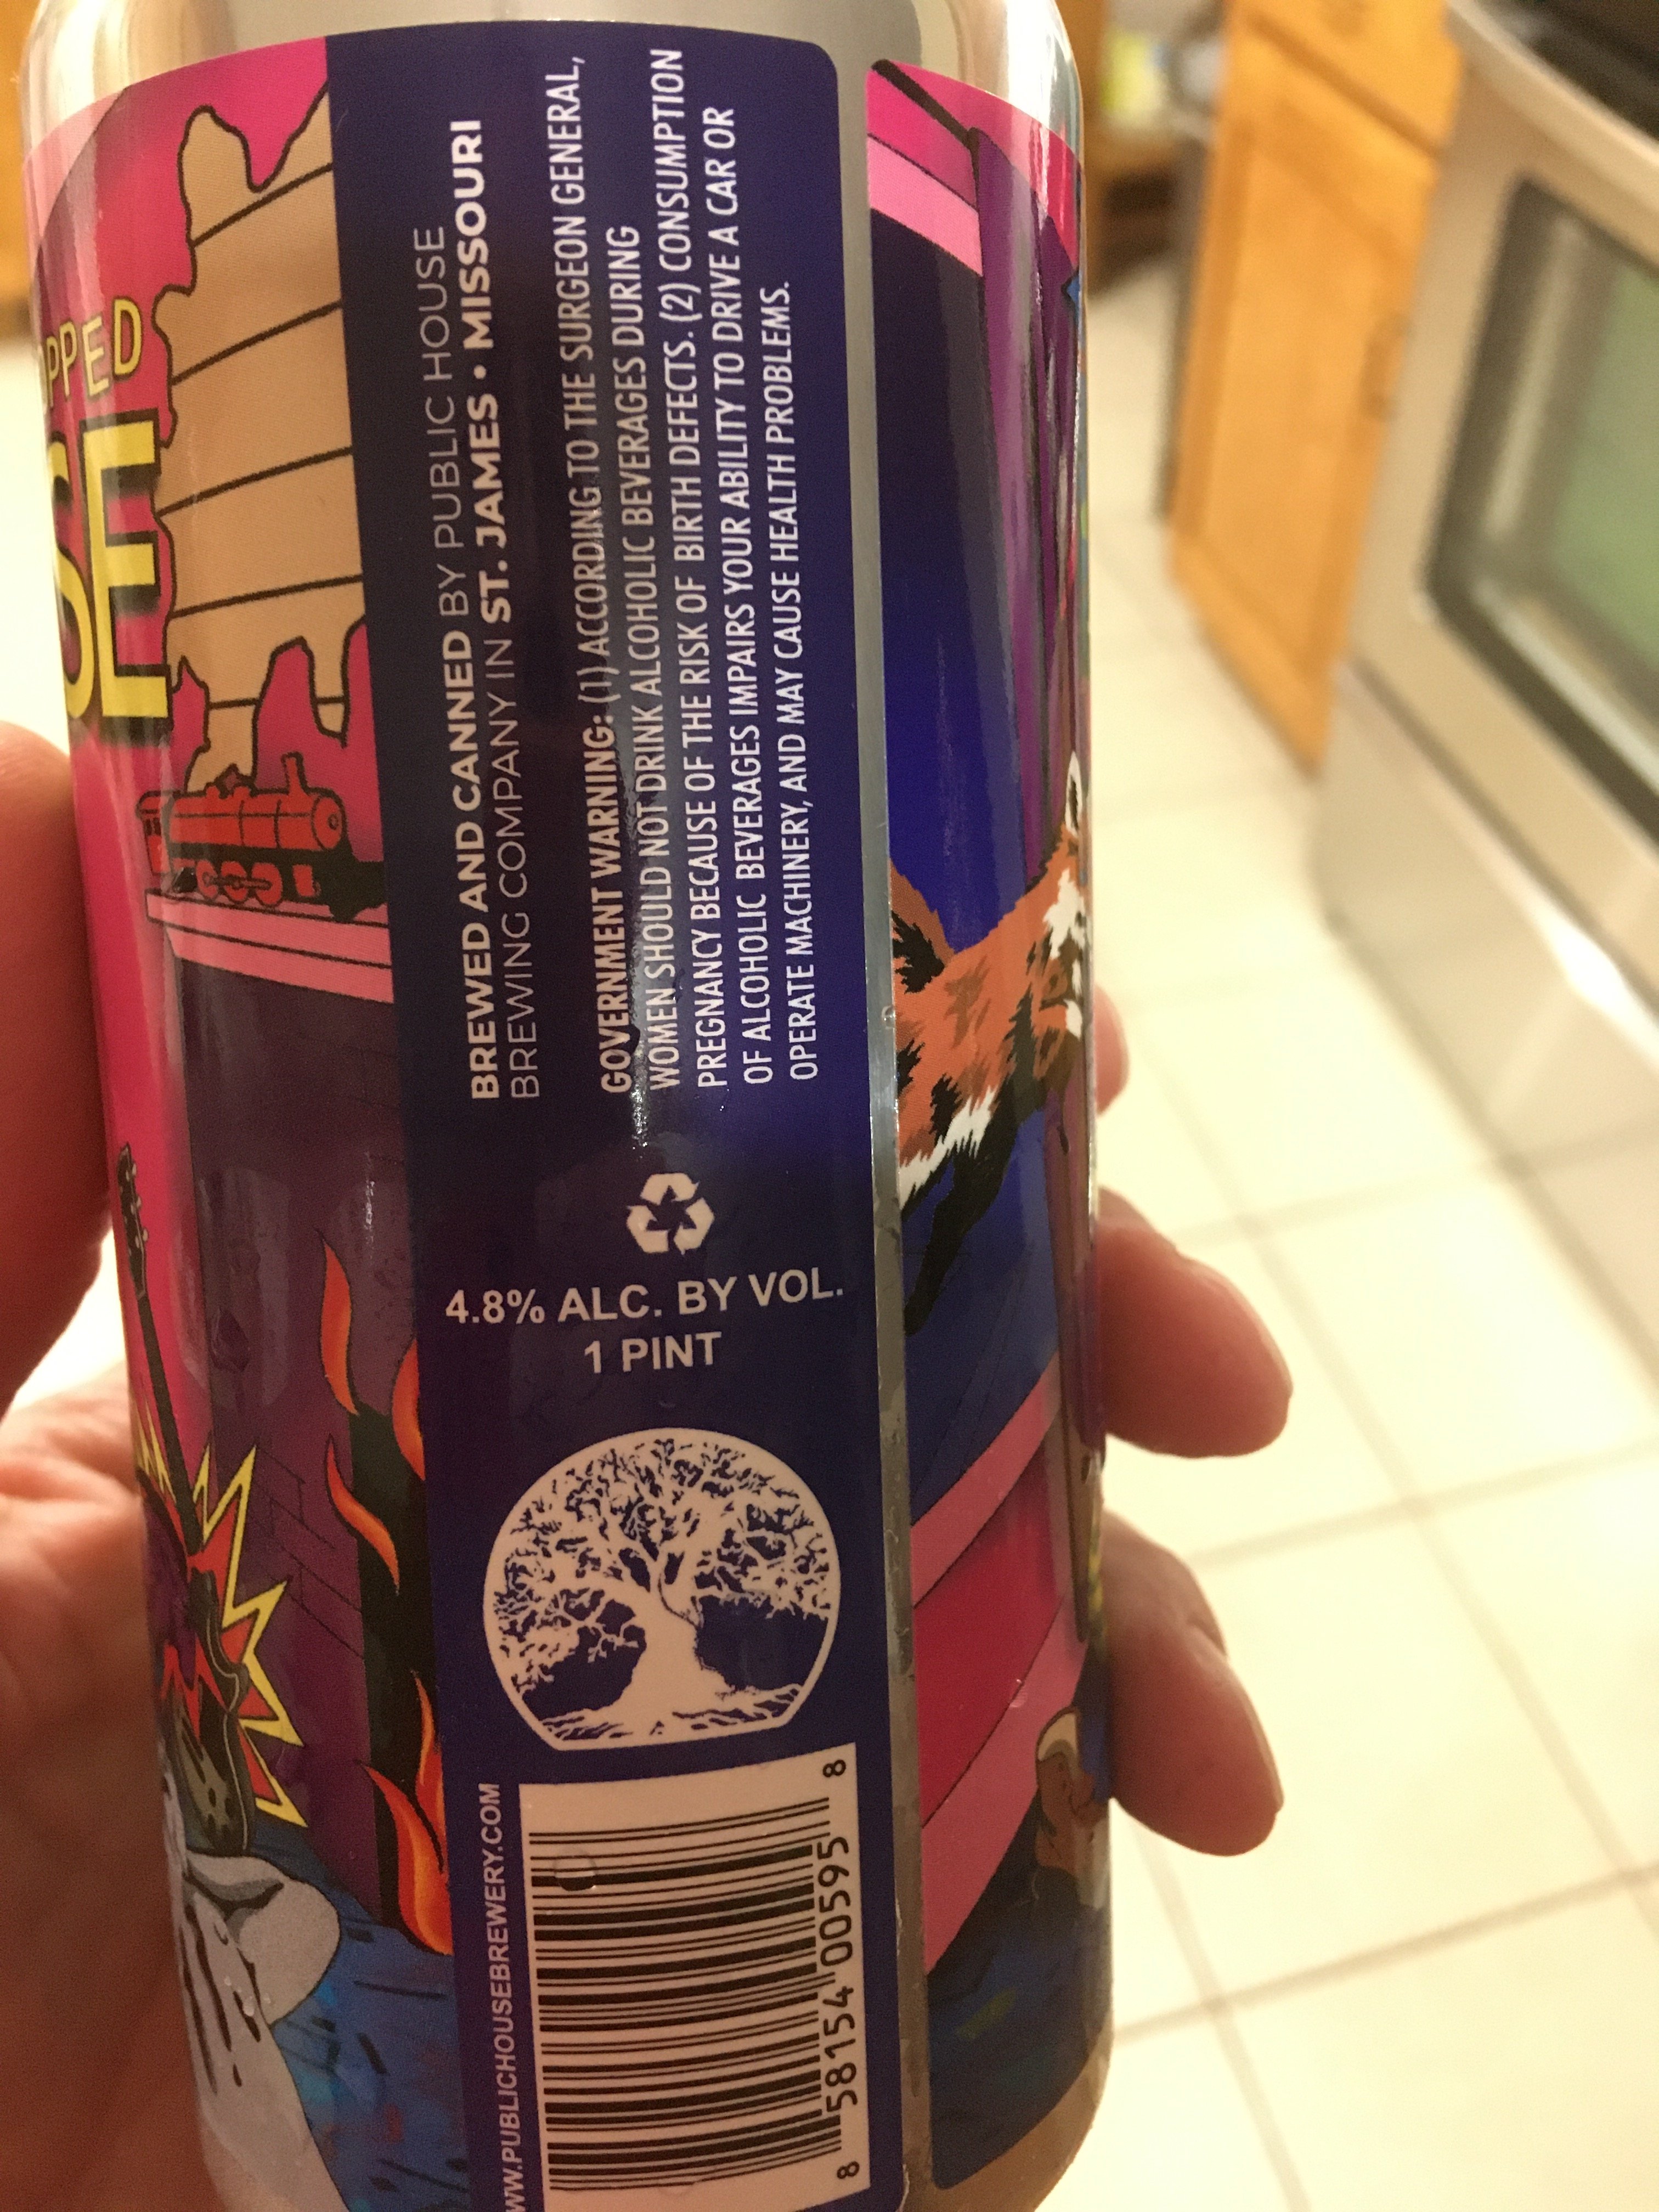 PPED
SE
BREWED AND CANNED BY PUBLIC HOUSE
BREWING COMPANY IN ST. JAMES • MISSOURI
GOVERNMENT WARNING: (1) ACCORDING TO THE SURGEON GENERAL,
WOMEN SHOULD NOT DRINK ALCOHOLIC BEVERAGES DURING
PREGNANCY BECAUSE OF THE RISK OF BIRTH DEFECTS. (2) CONSUMPTION
OF ALCOHOLIC BEVERAGES IMPAIRS YOUR ABILITY TO DRIVE A CAR OR
OPERATE MACHINERY, AND MAY CAUSE HEALTH PROBLEMS.
4.8% ALC. BY VOL.
1 PINT
WW.PUBLICHOUSEBREWERY.COM
8 58154 00595 8